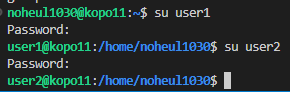 noheul1030@kopo11:~$ su user1
Password:
user1@kopo11:/home/noheul1030$ su user2
Password:
user2@kopo11:/home/noheul1030$